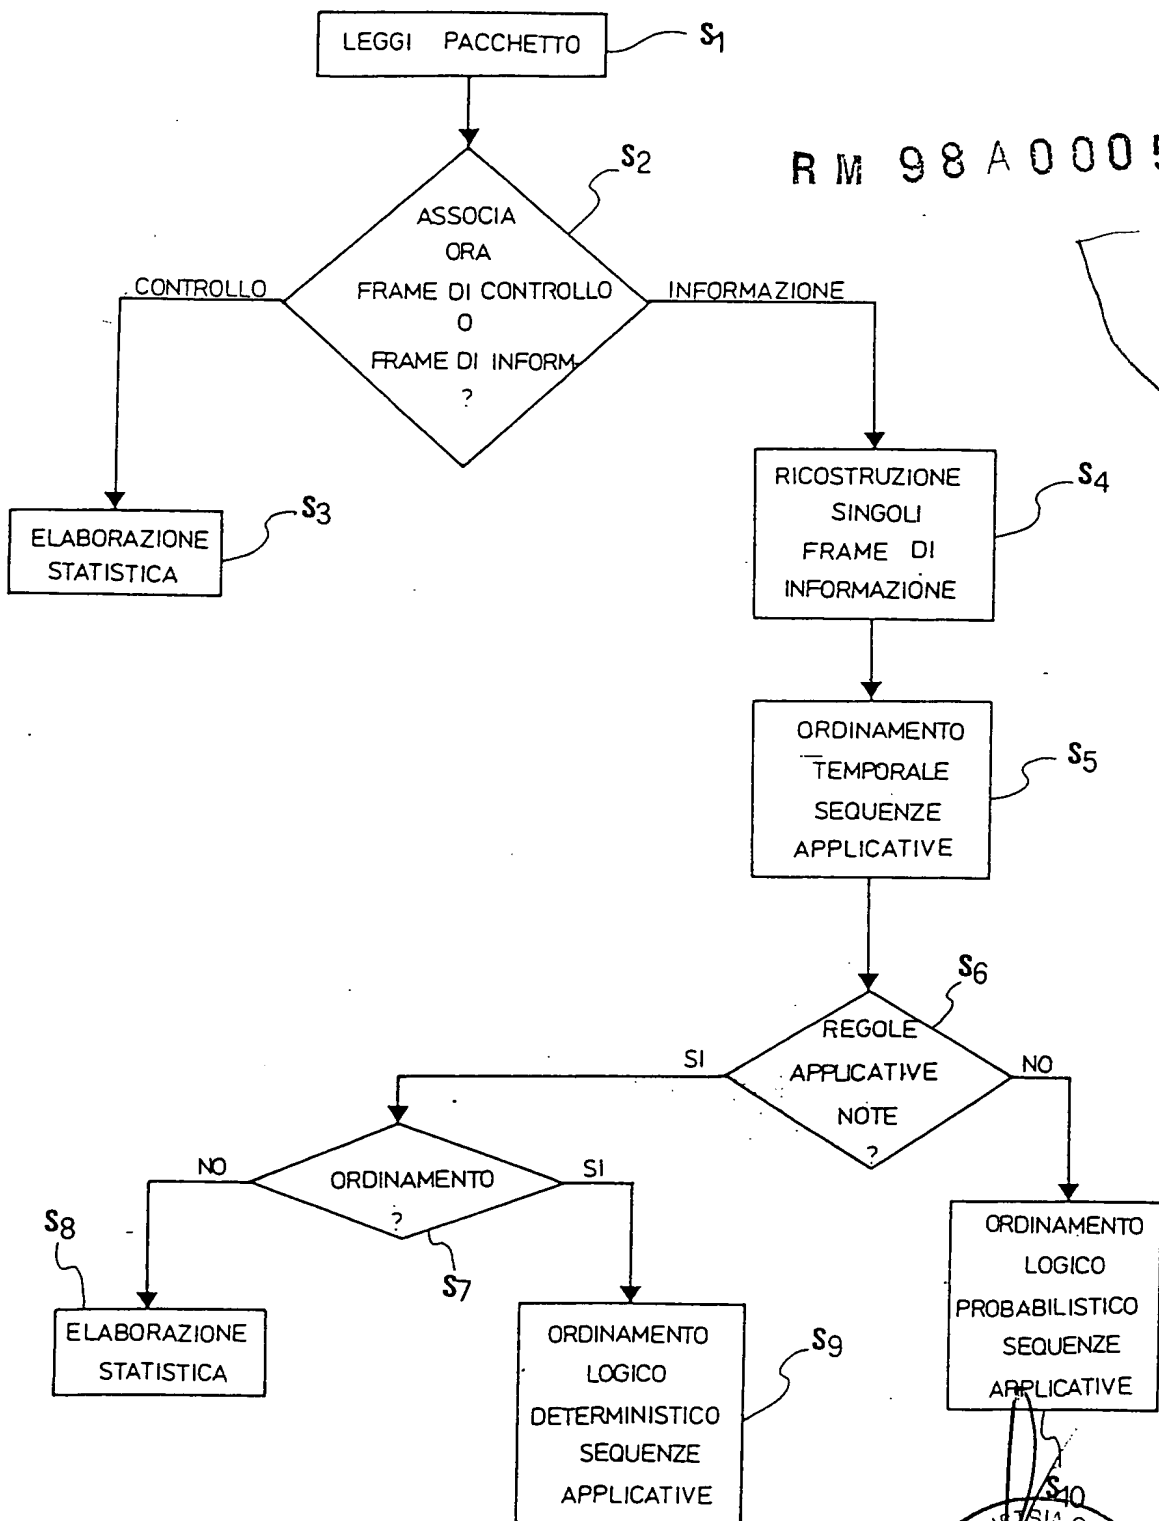 LEGGI PACCHETTO
S1
RM 98 A 000
S2
ASSOCIA
ORA
FRAME DI CONTROLLO
O
FRAME DI INFORM.
?
CONTROLLO
INFORMAZIONE
S3
ELABORAZIONE
STATISTICA
S4
RICOSTRUZIONE
SINGOLI
FRAME DI
INFORMAZIONE
S5
ORDINAMENTO
TEMPORALE
SEQUENZE
APPLICATIVE
S6
REGOLE
APPLICATIVE
NOTE
?
SI
NO
ORDINAMENTO
?
NO
SI
S7
S8
ELABORAZIONE
STATISTICA
S9
ORDINAMENTO
LOGICO
DETERMINISTICO
SEQUENZE
APPLICATIVE
ORDINAMENTO
LOGICO
PROBABILISTICO
SEQUENZE
APPLICATIVE
S10